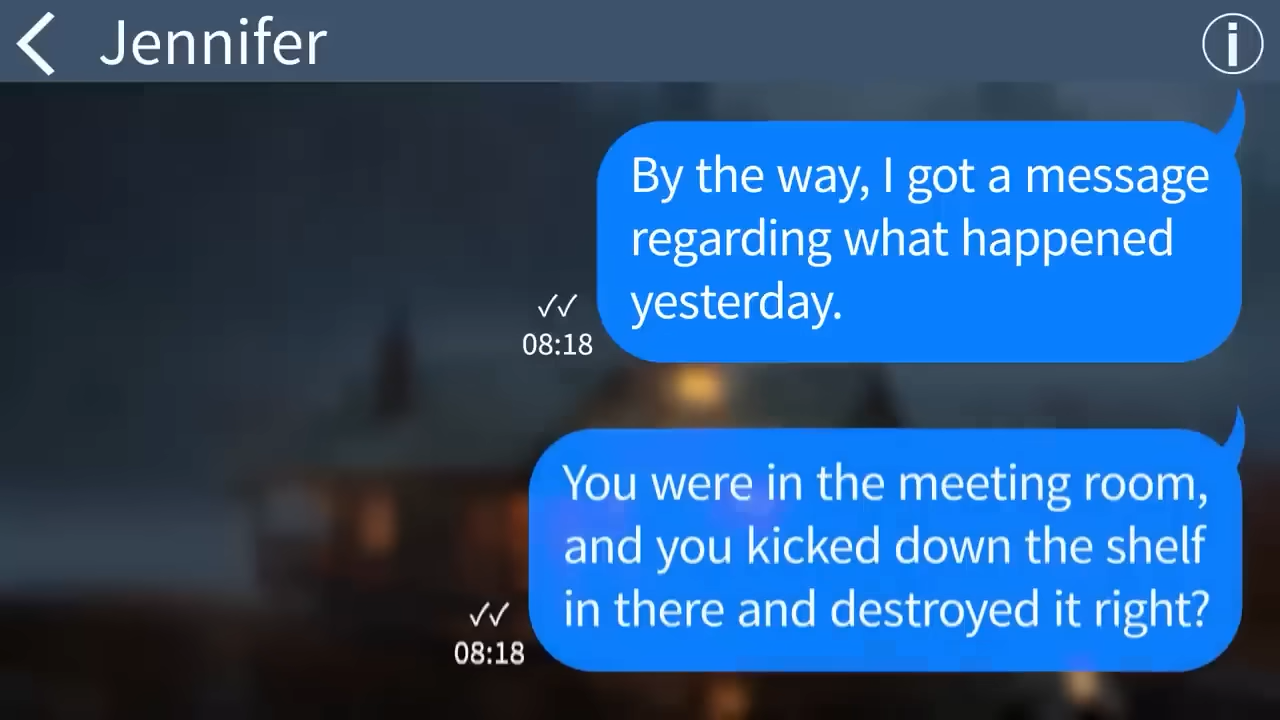 Jennifer
i
By the way, I got a message
regarding what happened
yesterday.
08:18
You were in the meeting room,
and you kicked down the shelf
in there and destroyed it right?
08:18